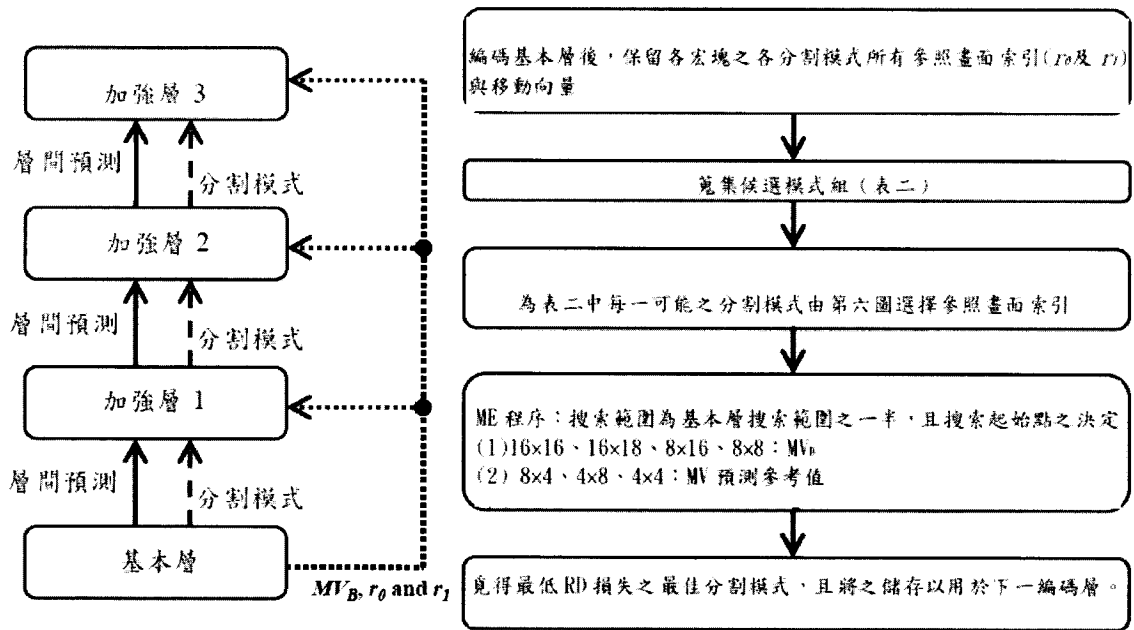 加強層 3
層間預測
分割模式
加強層 2
層間預測
分割模式
加強層 1
層間預測
分割模式
基本層
MV_B, r_0 and r_1
編碼基本層後，保留各宏塊之各分割模式所有參照畫面索引(r_0及 r_1)
與移動向量
蒐集候選模式組（表二）
為表二中每一可能之分割模式由第六圖選擇參照畫面索引
ME 程序：搜索範圍為基本層搜索範圍之一半，且搜索起始點之決定
(1)16×16、16×18、8×16、8×8：MV_B
(2) 8×4、4×8、4×4：MV 預測參考值
覓得最低 RD 損失之最佳分割模式，且將之儲存以用於下一編碼層。